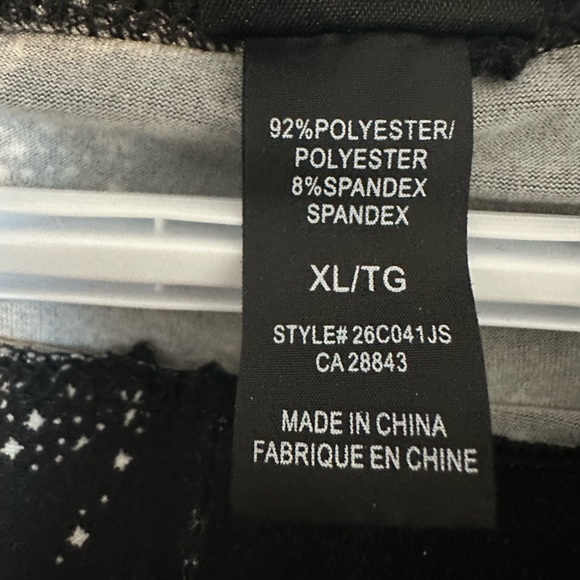 92%POLYESTER/
POLYESTER
8%SPANDEX
SPANDEX
XL/TG
STYLE# 26C041JS
CA 28843
MADE IN CHINA
FABRIQUE EN CHINE